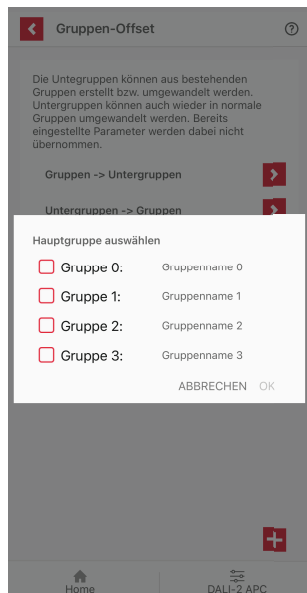 Gruppen-Offset
Die Untegruppen können aus bestehenden
Gruppen erstellt bzw. umgewandelt werden.
Untergruppen können auch wieder in normale
Gruppen umgewandelt werden. Bereits
eingestellte Parameter werden dabei nicht
übernommen.
Gruppen -> Untergruppen
Untergruppen -> Gruppen
Hauptgruppe auswählen
Gruppe 0: Gruppenname 0
Gruppe 1: Gruppenname 1
Gruppe 2: Gruppenname 2
Gruppe 3: Gruppenname 3
ABBRECHEN OK
Home DALI-2 APC